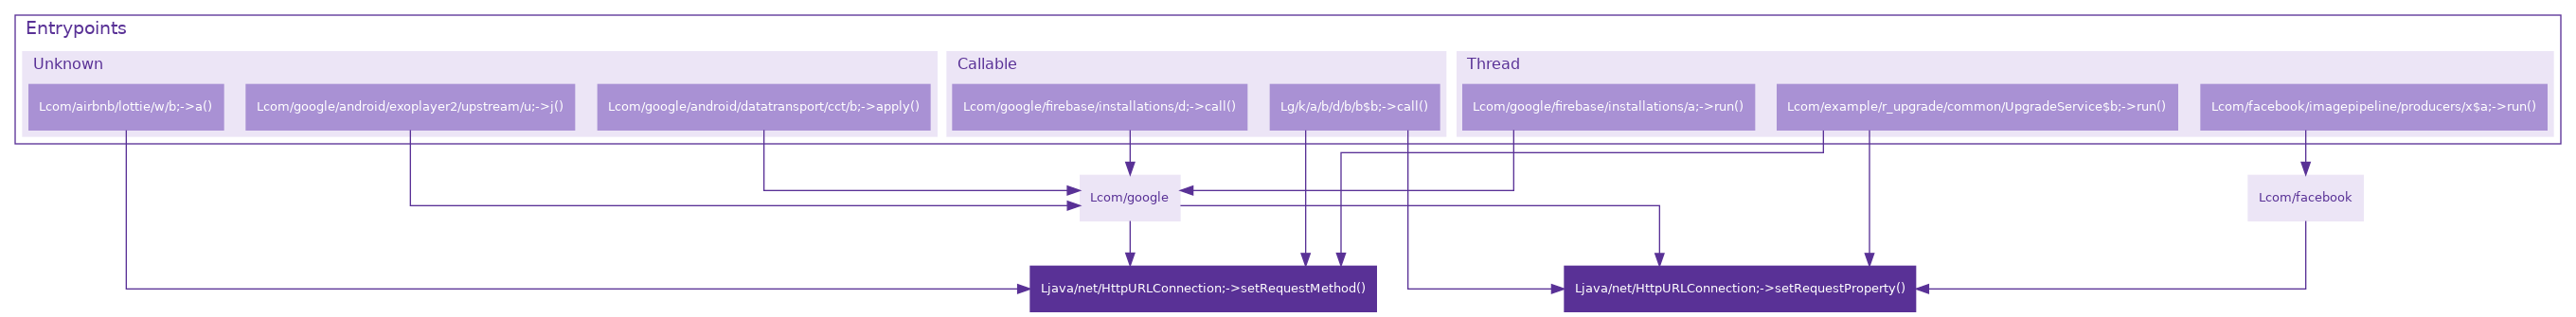 Entrypoints
Unknown
Callable
Thread
Lcom/airbnb/lottie/w/b;->a()
Lcom/google/android/exoplayer2/upstream/u;->j()
Lcom/google/android/datatransport/cct/b;->apply()
Lcom/google/firebase/installations/d;->call()
Lg/k/a/b/d/b/b$b;->call()
Lcom/google/firebase/installations/a;->run()
Lcom/example/r_upgrade/common/UpgradeService$b;->run()
Lcom/facebook/imagepipeline/producers/x$a;->run()
Lcom/google
Lcom/facebook
Ljava/net/HttpURLConnection;->setRequestMethod()
Ljava/net/HttpURLConnection;->setRequestProperty()